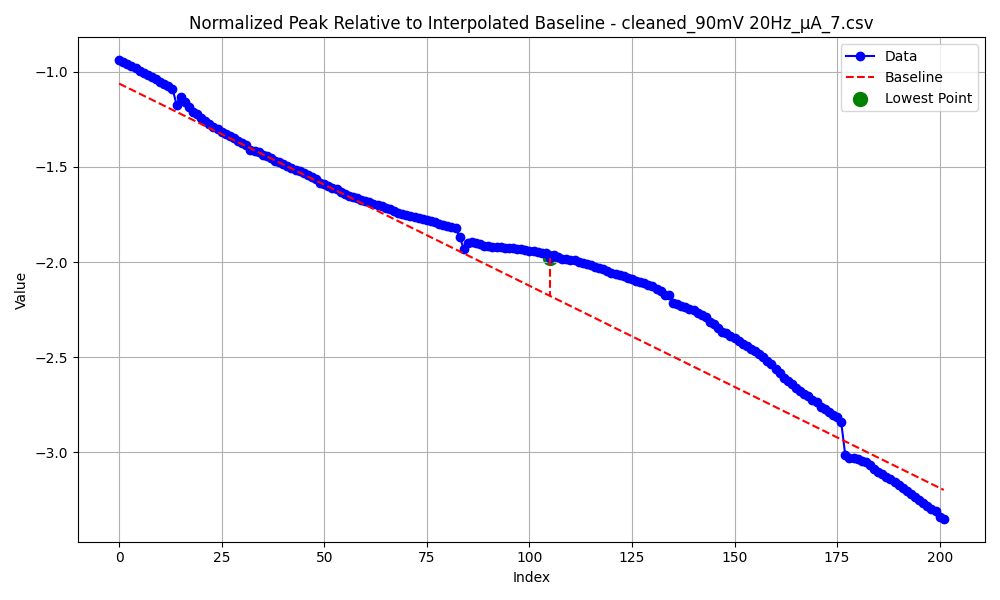 Normalized Peak Relative to Interpolated Baseline - cleaned_90mV 20Hz_μA_7.csv
Data
Baseline
Lowest Point
−1.0
−1.5
−2.0
−2.5
−3.0
Value
0
25
50
75
100
125
150
175
200
Index